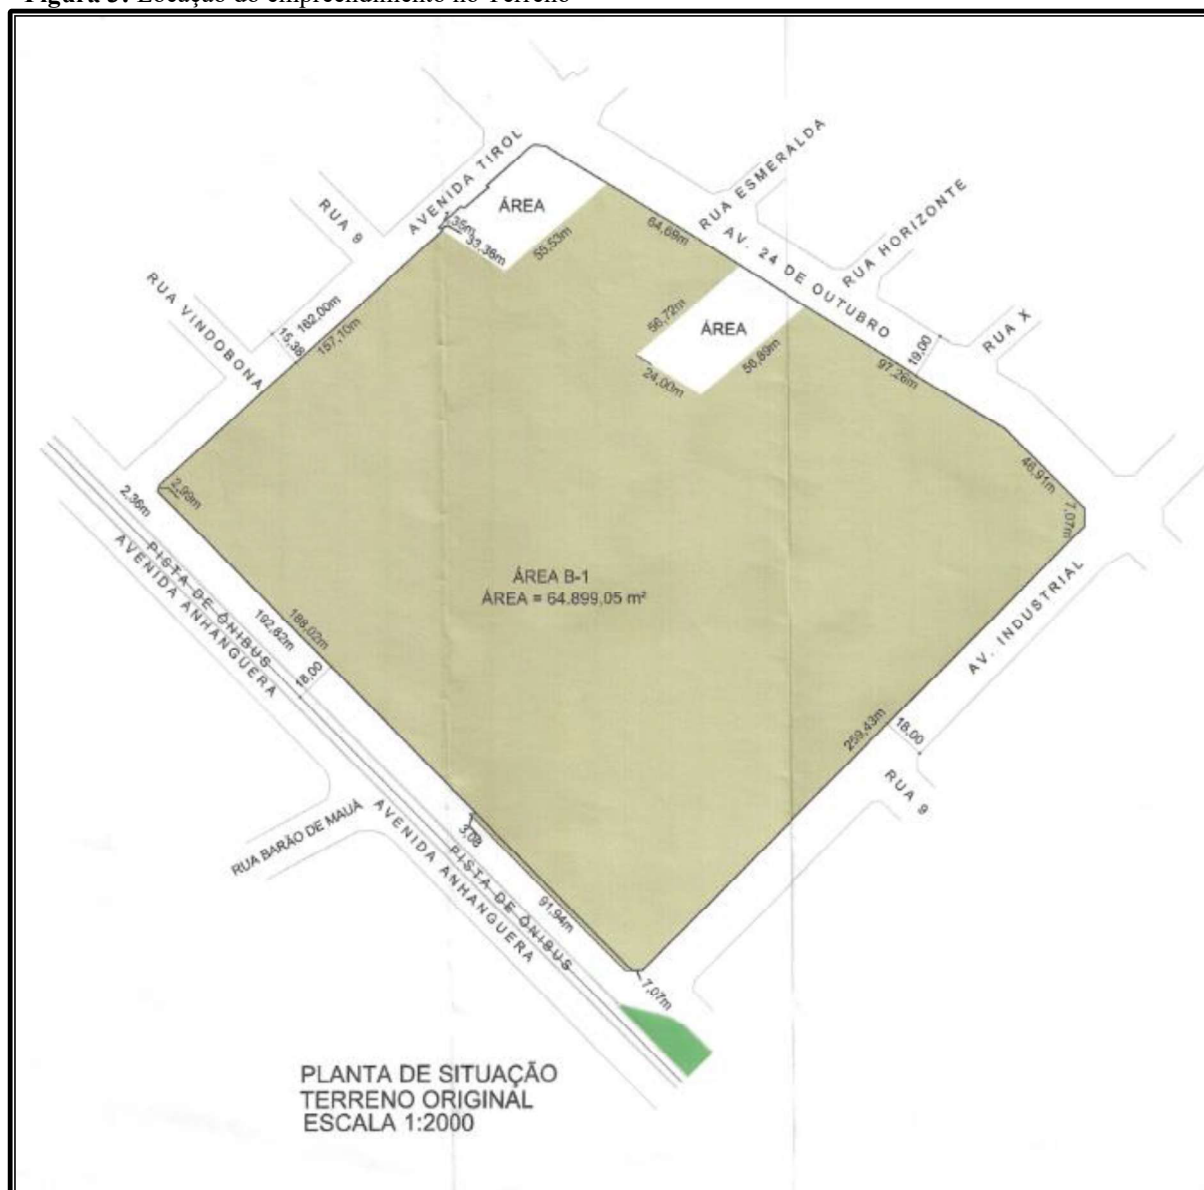 Figura 3: Locação do empreendimento no Terreno
RUA ESMERALDA
AVENIDA TIROL
RUA 9
ÁREA
1,35m
33,36m
55,53m
64,69m
AV. 24 DE OUTUBRO
RUA HORIZONTE
RUA X
RUA VINDOBONA
15,38
162,00m
157,10m
56,72m
ÁREA
56,89m
24,00m
19,00
97,26m
46,91m
7,07m
2,99m
2,36m
PISTA DE ÔNIBUS
AVENIDA ANHANGUERA
192,82m
188,02m
18,00
ÁREA B-1
ÁREA = 64.899,05 m²
AV. INDUSTRIAL
259,43m
18,00
RUA 9
RUA BARÃO DE MAUÁ
3,08
AVENIDA ANHANGUERA
PISTA DE ÔNIBUS
91,94m
7,07m
PLANTA DE SITUAÇÃO
TERRENO ORIGINAL
ESCALA 1:2000